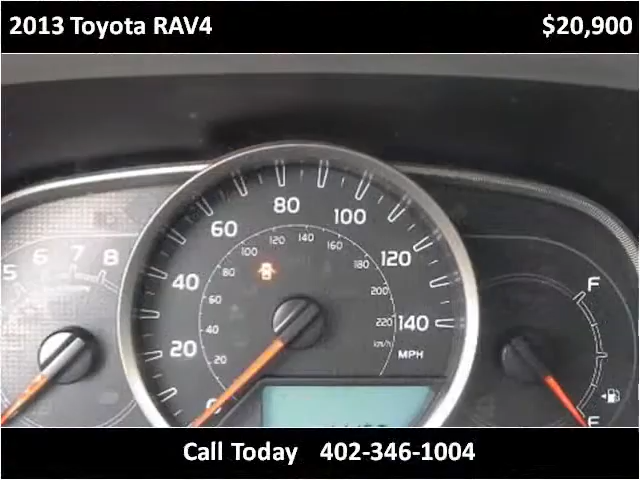 2013 Toyota RAV4 $20,900
80
60 100
120 140
100 160
5 6 7 8 80 180 120 F
40 60 200
40 220 140
20 20 km/h MPH
0 E
Call Today 402-346-1004